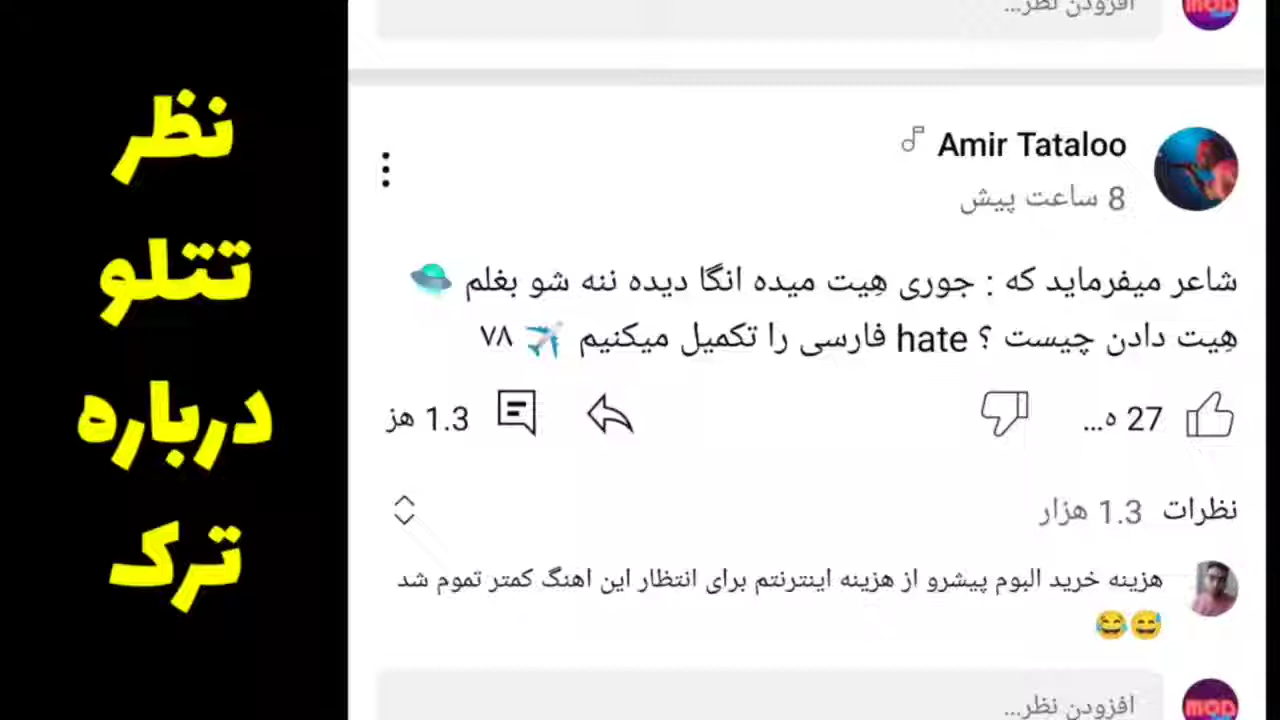 نظر
تتلو
درباره
ترک
افزودن نظر...
Amir Tataloo
8 ساعت پیش
شاعر میفرماید که : جوری هِیت میده انگا دیده ننه شو بغلم 🛸
هِیت دادن چیست ؟ hate فارسی را تکمیل میکنیم ✈️ ۷۸
27 ه...
1.3 هز
نظرات 1.3 هزار
هزینه خرید البوم پیشرو از هزینه اینترنتم برای انتظار این اهنگ کمتر تموم شد
😅😂
افزودن نظر...
mop